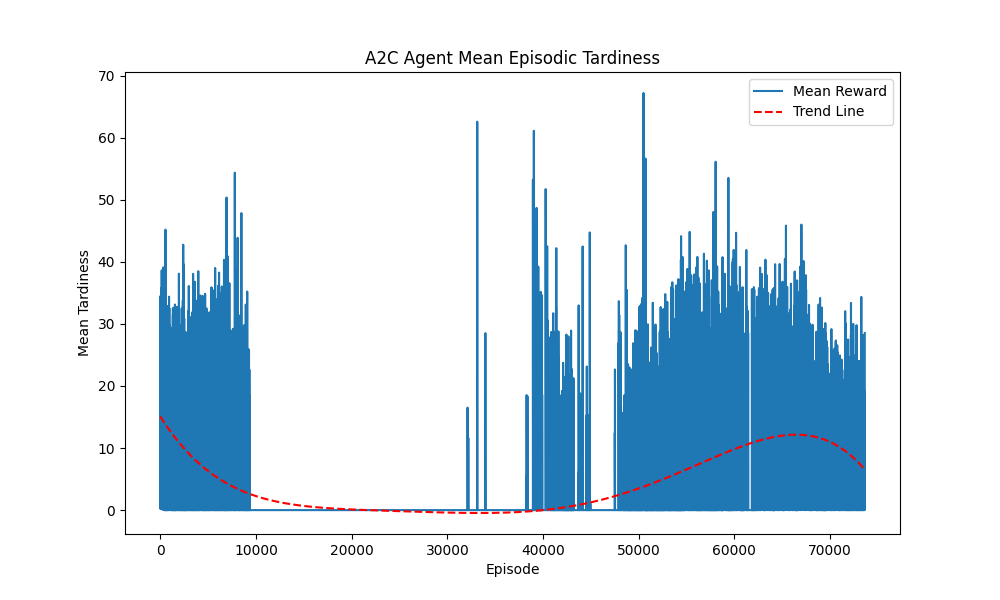 A2C Agent Mean Episodic Tardiness
Mean Reward
Trend Line
70
60
50
40
30
20
10
0
Mean Tardiness
0 10000 20000 30000 40000 50000 60000 70000
Episode